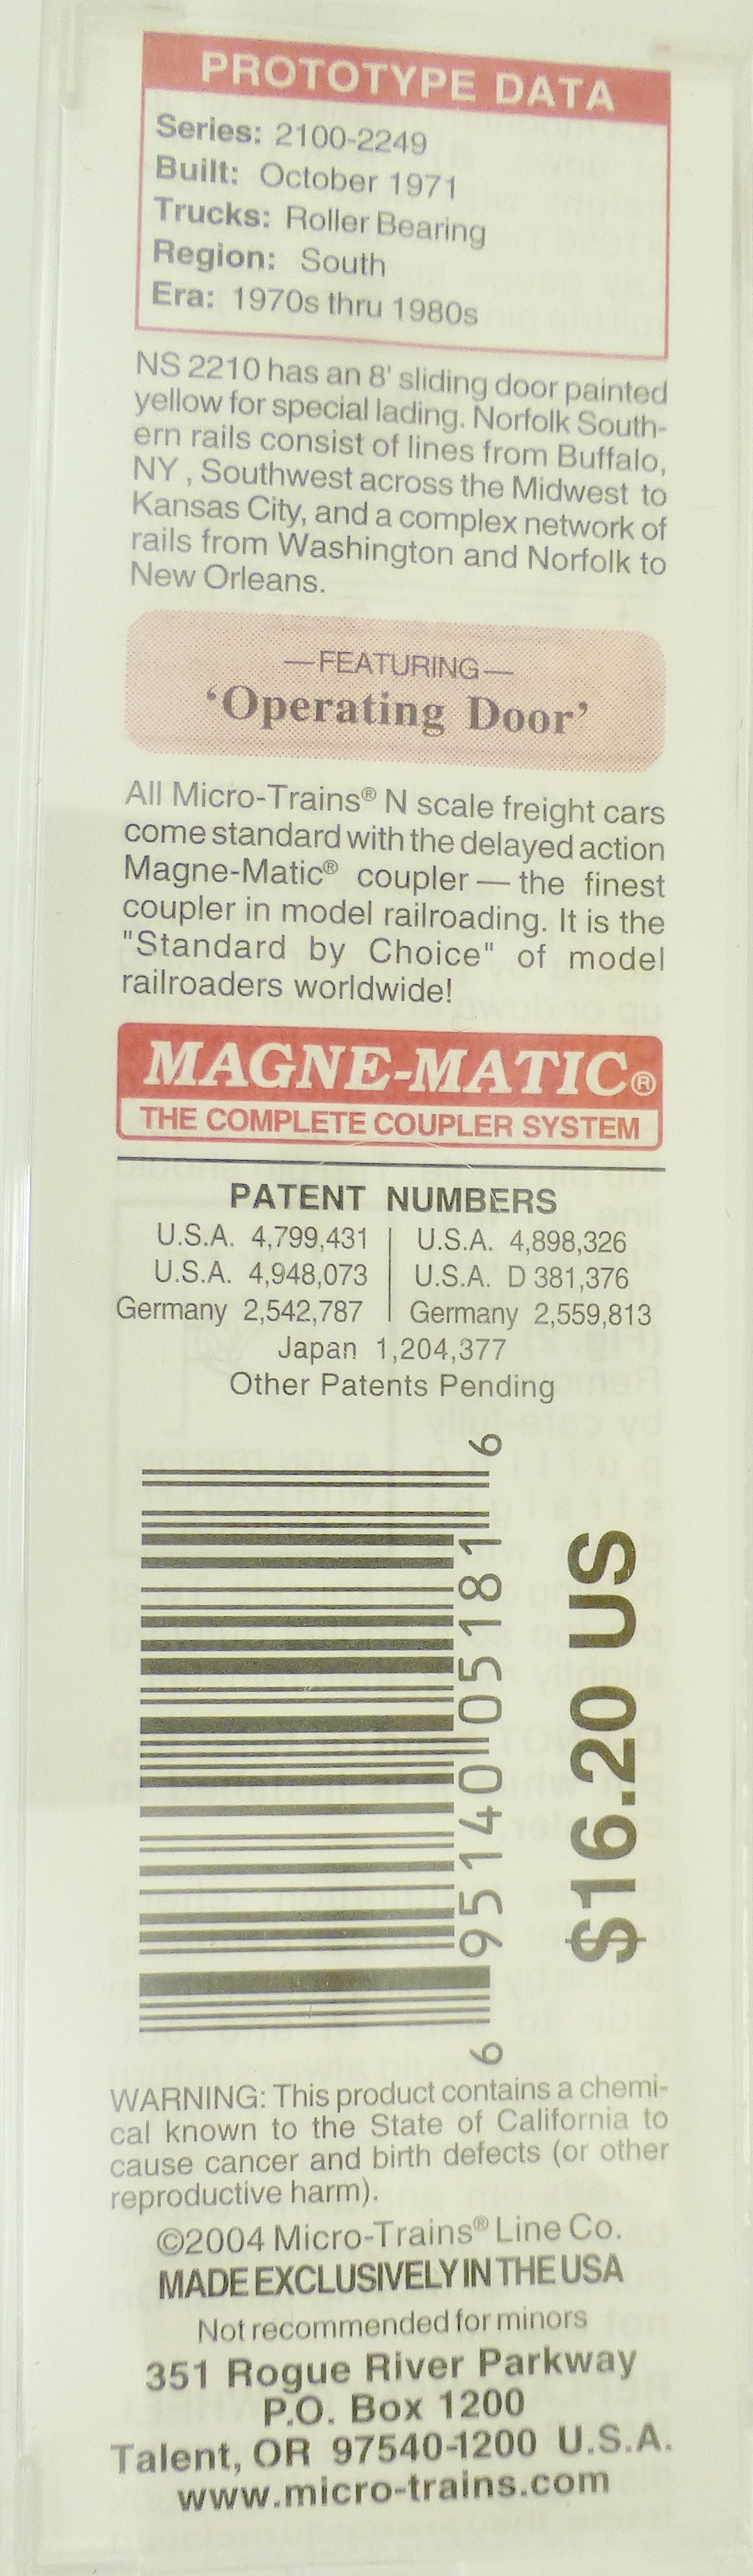 PROTOTYPE DATA
Series: 2100-2249
Built: October 1971
Trucks: Roller Bearing
Region: South
Era: 1970s thru 1980s
NS 2210 has an 8' sliding door painted
yellow for special lading. Norfolk South-
ern rails consist of lines from Buffalo,
NY , Southwest across the Midwest to
Kansas City, and a complex network of
rails from Washington and Norfolk to
New Orleans.
—FEATURING—
‘Operating Door’
All Micro-Trains® N scale freight cars
come standard with the delayed action
Magne-Matic® coupler — the finest
coupler in model railroading. It is the
"Standard by Choice" of model
railroaders worldwide!
MAGNE-MATIC®
THE COMPLETE COUPLER SYSTEM
PATENT NUMBERS
U.S.A. 4,799,431 | U.S.A. 4,898,326
U.S.A. 4,948,073 | U.S.A. D 381,376
Germany 2,542,787 | Germany 2,559,813
Japan 1,204,377
Other Patents Pending
6 95140 05181 6
$16.20 US
WARNING: This product contains a chemi-
cal known to the State of California to
cause cancer and birth defects (or other
reproductive harm).
©2004 Micro-Trains® Line Co.
MADE EXCLUSIVELY IN THE USA
Not recommended for minors
351 Rogue River Parkway
P.O. Box 1200
Talent, OR 97540-1200 U.S.A.
www.micro-trains.com